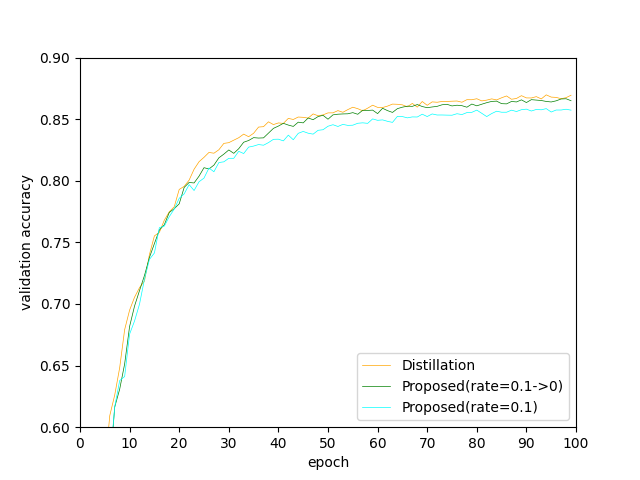 0.90
0.85
0.80
0.75
0.70
0.65
0.60
validation accuracy
0 10 20 30 40 50 60 70 80 90 100
epoch
Distillation
Proposed(rate=0.1->0)
Proposed(rate=0.1)